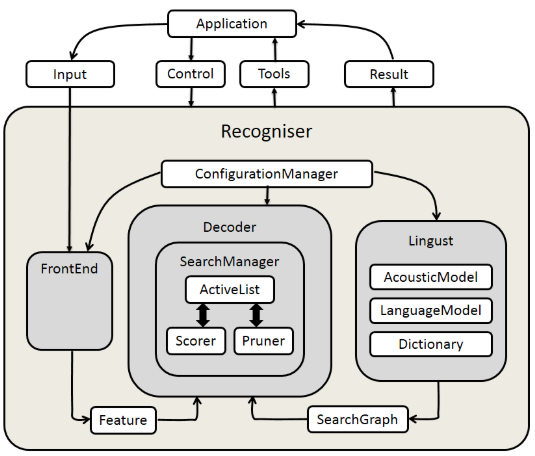 Application
Input
Control
Tools
Result
Recogniser
ConfigurationManager
Decoder
Lingust
FrontEnd
SearchManager
AcousticModel
ActiveList
LanguageModel
Scorer
Pruner
Dictionary
Feature
SearchGraph